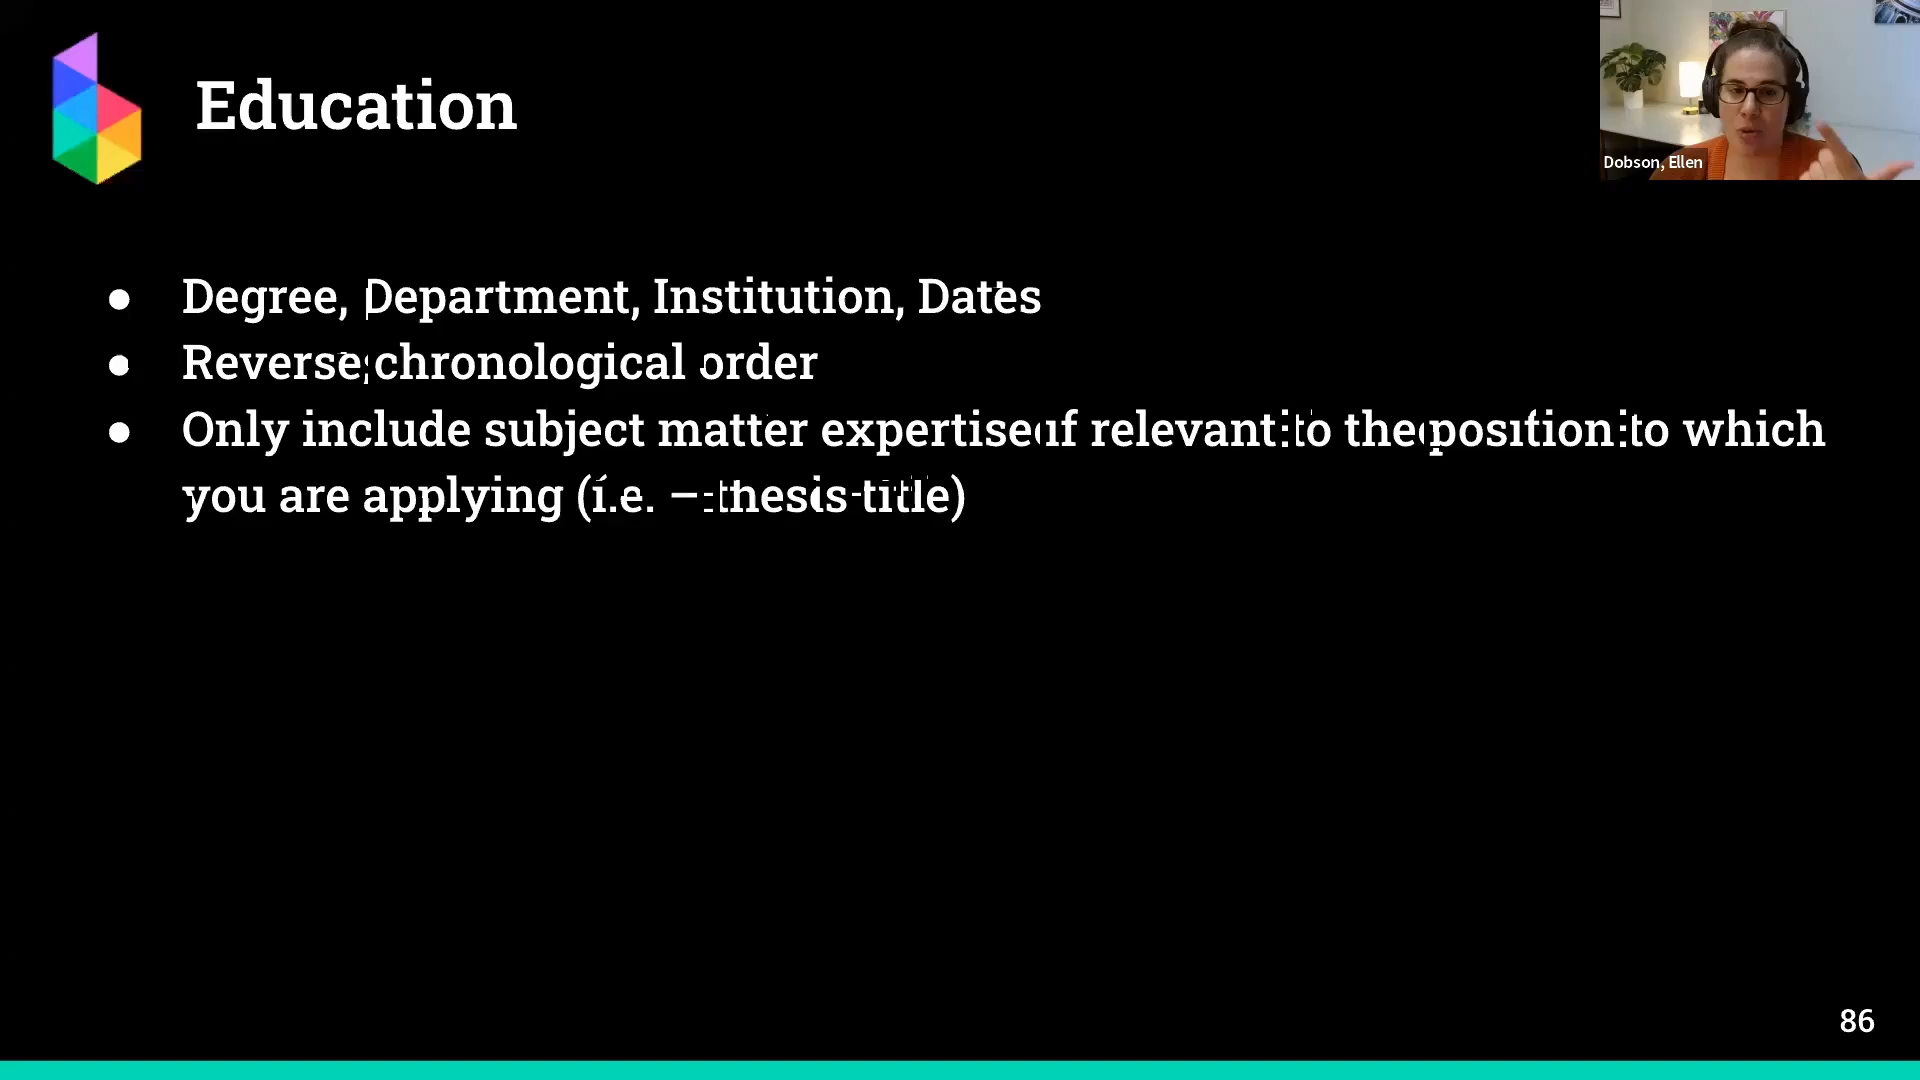 Education
Dobson, Ellen
● Degree, Department, Institution, Dates
● Reverse chronological order
● Only include subject matter expertise if relevant to the position to which
you are applying (i.e. – thesis title)
86